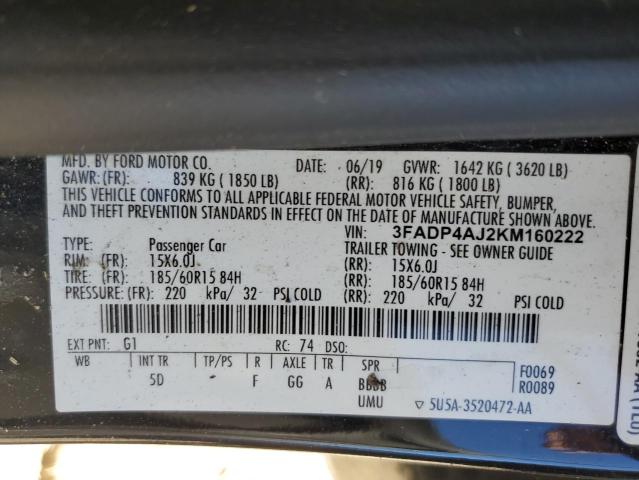 MFD. BY FORD MOTOR CO. DATE: 06/19 GVWR: 1642 KG ( 3620 LB)
GAWR: (FR): 839 KG ( 1850 LB) (RR): 816 KG ( 1800 LB)
THIS VEHICLE CONFORMS TO ALL APPLICABLE FEDERAL MOTOR VEHICLE SAFETY, BUMPER,
AND THEFT PREVENTION STANDARDS IN EFFECT ON THE DATE OF MANUFACTURE SHOWN ABOVE.
VIN: 3FADP4AJ2KM160222
TYPE: Passenger Car TRAILER TOWING - SEE OWNER GUIDE
RIM: (FR): 15X6.0J (RR): 15X6.0J
TIRE: (FR): 185/60R15 84H (RR): 185/60R15 84H
PRESSURE: (FR): 220 kPa/ 32 PSI COLD (RR): 220 kPa/ 32 PSI COLD
EXT PNT: G1 RC: 74 DSO:
WB INT TR TP/PS R AXLE TR SPR
5D F GG A BBBB
UMU
F0069
R0089
▽ 5U5A-3520472-AA